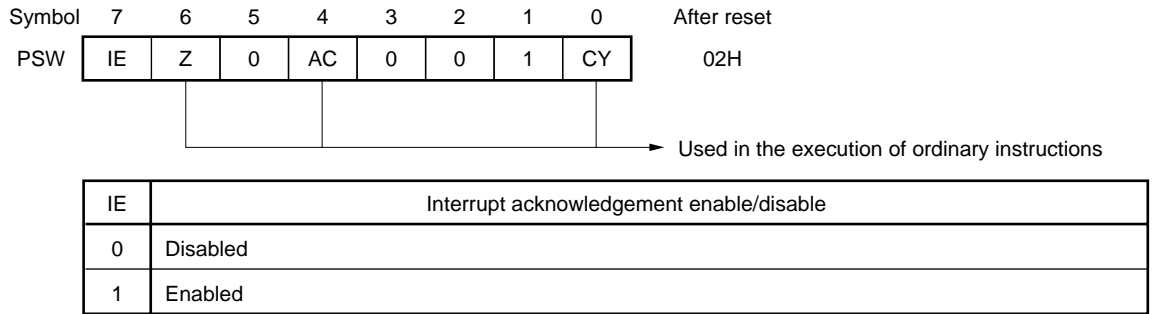 Symbol 7 6 5 4 3 2 1 0 After reset
PSW IE Z 0 AC 0 0 1 CY 02H
Used in the execution of ordinary instructions
IE Interrupt acknowledgement enable/disable
0 Disabled
1 Enabled